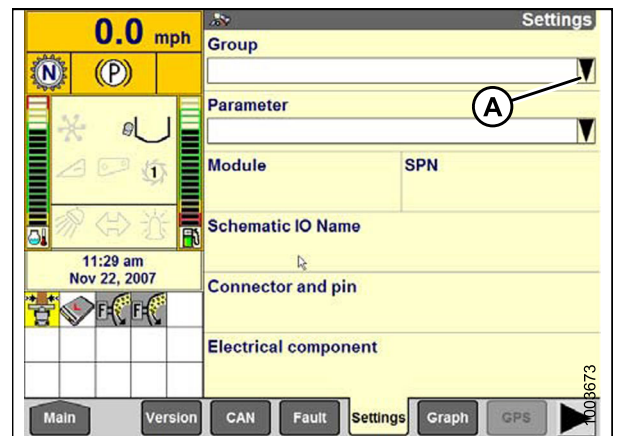 0.0 mph
Settings
N
(P)
Group
A
Parameter
1
Module
SPN
Schematic IO Name
11:29 am
Nov 22, 2007
Connector and pin
L
F
F
Electrical component
1003673
Main
Version
CAN
Fault
Settings
Graph
GPS